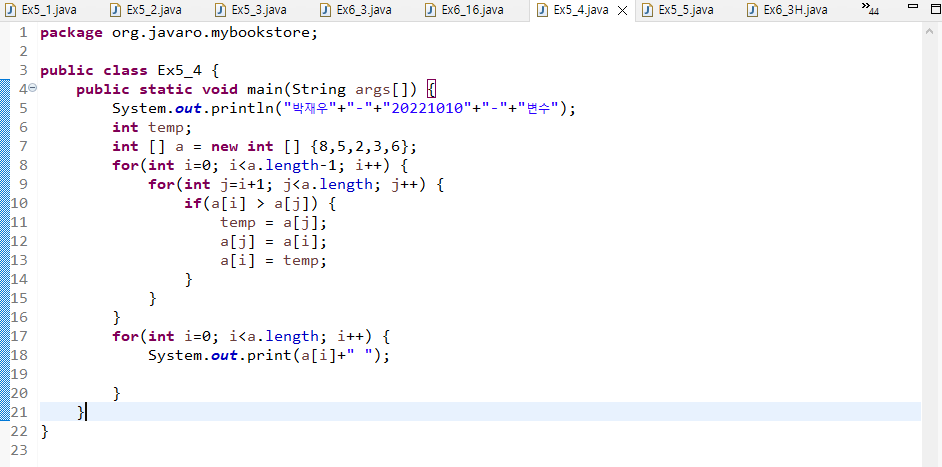 Ex5_1.java Ex5_2.java Ex5_3.java Ex6_3.java Ex6_16.java Ex5_4.java Ex5_5.java Ex6_3H.java »44
1 package org.javaro.mybookstore;
2
3 public class Ex5_4 {
4 public static void main(String args[]) {
5 System.out.println("박재우"+"-"+"20221010"+"-"+"변수");
6 int temp;
7 int [] a = new int [] {8,5,2,3,6};
8 for(int i=0; i<a.length-1; i++) {
9 for(int j=i+1; j<a.length; j++) {
10 if(a[i] > a[j]) {
11 temp = a[j];
12 a[j] = a[i];
13 a[i] = temp;
14 }
15 }
16 }
17 for(int i=0; i<a.length; i++) {
18 System.out.print(a[i]+" ");
19
20 }
21 }
22 }
23